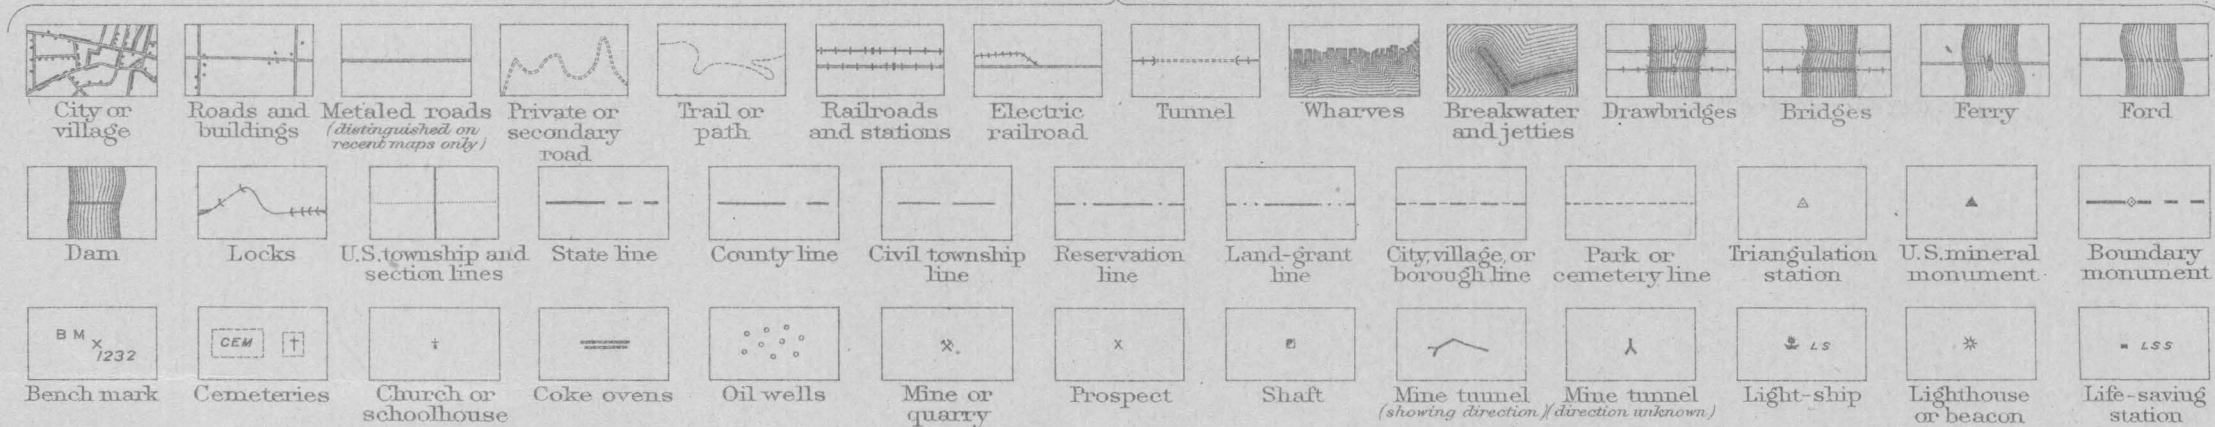 City or
village
Roads and
buildings
Metaled roads
(distinguished on
recent maps only)
Private or
secondary
road
Trail or
path
Railroads
and stations
Electric
railroad
Tunnel
Wharves
Breakwater
and jetties
Drawbridges
Bridges
Ferry
Ford
Dam
Locks
U.S. township and
section lines
State line
County line
Civil township
line
Reservation
line
Land-grant
line
City, village, or
borough line
Park or
cemetery line
Triangulation
station
U.S. mineral
monument
Boundary
monument
B M
X
1232
Bench mark
CEM
Cemeteries
Church or
schoolhouse
Coke ovens
Oil wells
Mine or
quarry
X
Prospect
Shaft
Mine tunnel
(showing direction)
Mine tunnel
(direction unknown)
LS
Light-ship
Lighthouse
or beacon
LSS
Life-saving
station